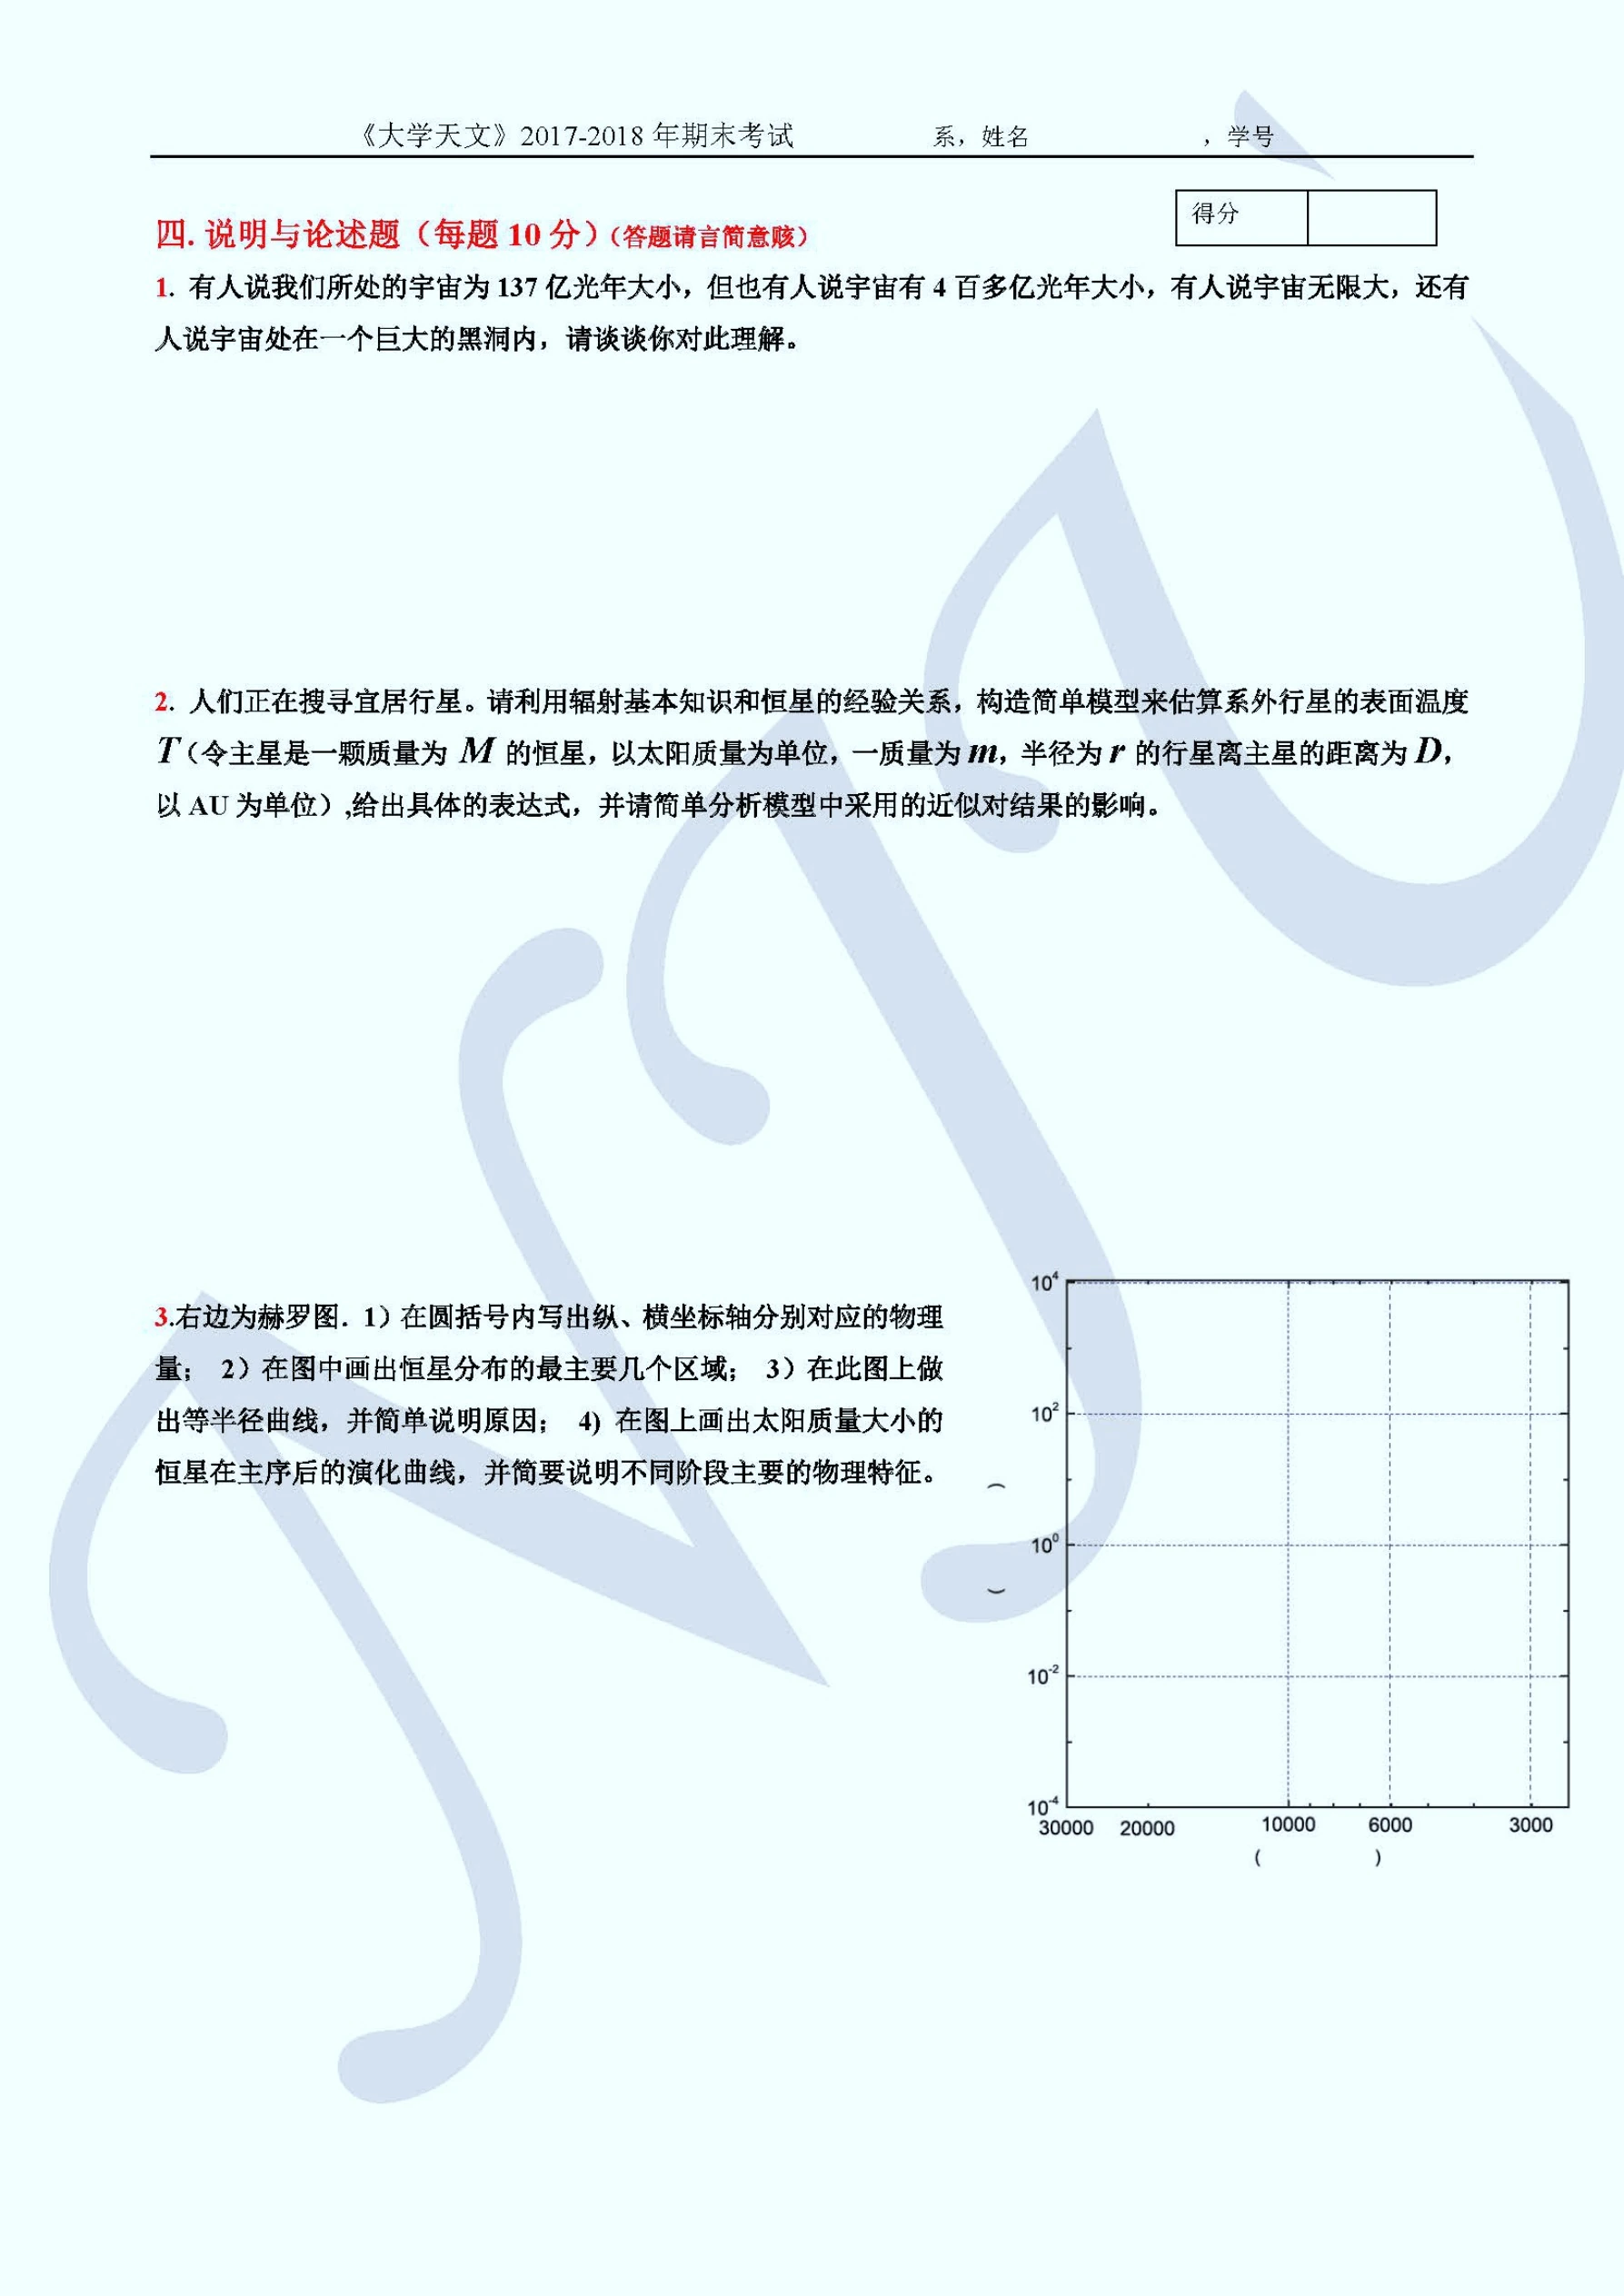 《大学天文》2017-2018 年期末考试 系，姓名 ，学号
得分
四. 说明与论述题（每题 10 分）（答题请言简意赅）
1. 有人说我们所处的宇宙为 137 亿光年大小，但也有人说宇宙有 4 百多亿光年大小，有人说宇宙无限大，还有
人说宇宙处在一个巨大的黑洞内，请谈谈你对此理解。
2. 人们正在搜寻宜居行星。请利用辐射基本知识和恒星的经验关系，构造简单模型来估算系外行星的表面温度
T（令主星是一颗质量为 M 的恒星，以太阳质量为单位，一质量为 m，半径为 r 的行星离主星的距离为 D，
以 AU 为单位）,给出具体的表达式，并请简单分析模型中采用的近似对结果的影响。
3.右边为赫罗图．1）在圆括号内写出纵、横坐标轴分别对应的物理
量； 2）在图中画出恒星分布的最主要几个区域； 3）在此图上做
出等半径曲线，并简单说明原因； 4) 在图上画出太阳质量大小的
恒星在主序后的演化曲线，并简要说明不同阶段主要的物理特征。
10⁴
10²
( )
10⁰
10⁻²
10⁻⁴
30000 20000 10000 6000 3000
( )